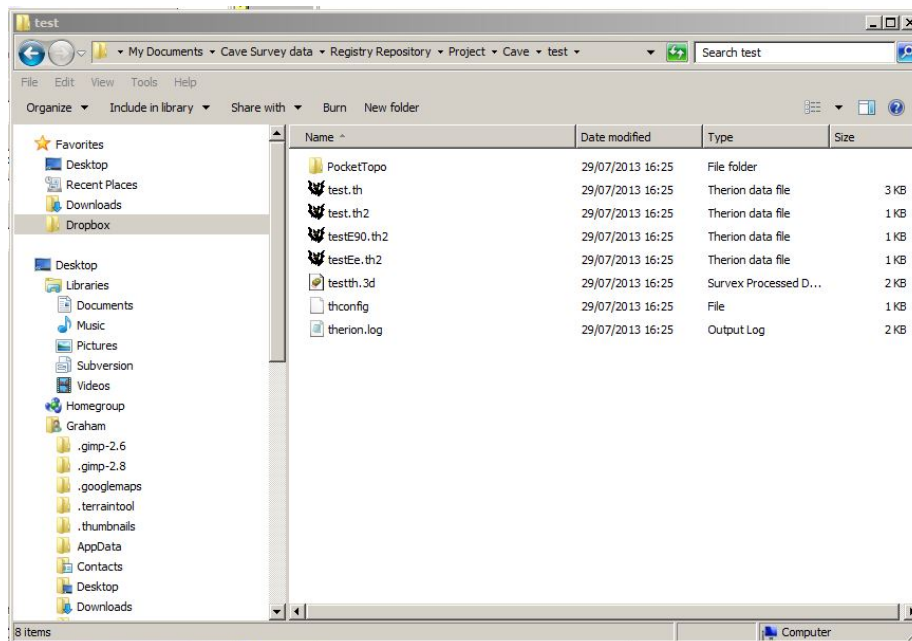 test
My Documents Cave Survey data Registry Repository Project Cave test Search test
File Edit View Tools Help
Organize Include in library Share with Burn New folder
Name Date modified Type Size
Favorites
Desktop
Recent Places
Downloads
Dropbox
Desktop
Libraries
Documents
Music
Pictures
Subversion
Videos
Homegroup
Graham
.gimp-2.6
.gimp-2.8
.googlemaps
.terraintool
.thumbnails
AppData
Contacts
Desktop
Downloads
PocketTopo 29/07/2013 16:25 File folder
test.th 29/07/2013 16:25 Therion data file 3 KB
test.th2 29/07/2013 16:25 Therion data file 1 KB
testE90.th2 29/07/2013 16:25 Therion data file 1 KB
testEe.th2 29/07/2013 16:25 Therion data file 1 KB
testth.3d 29/07/2013 16:25 Survex Processed D... 2 KB
thconfig 29/07/2013 16:25 File 1 KB
therion.log 29/07/2013 16:25 Output Log 2 KB
8 items Computer